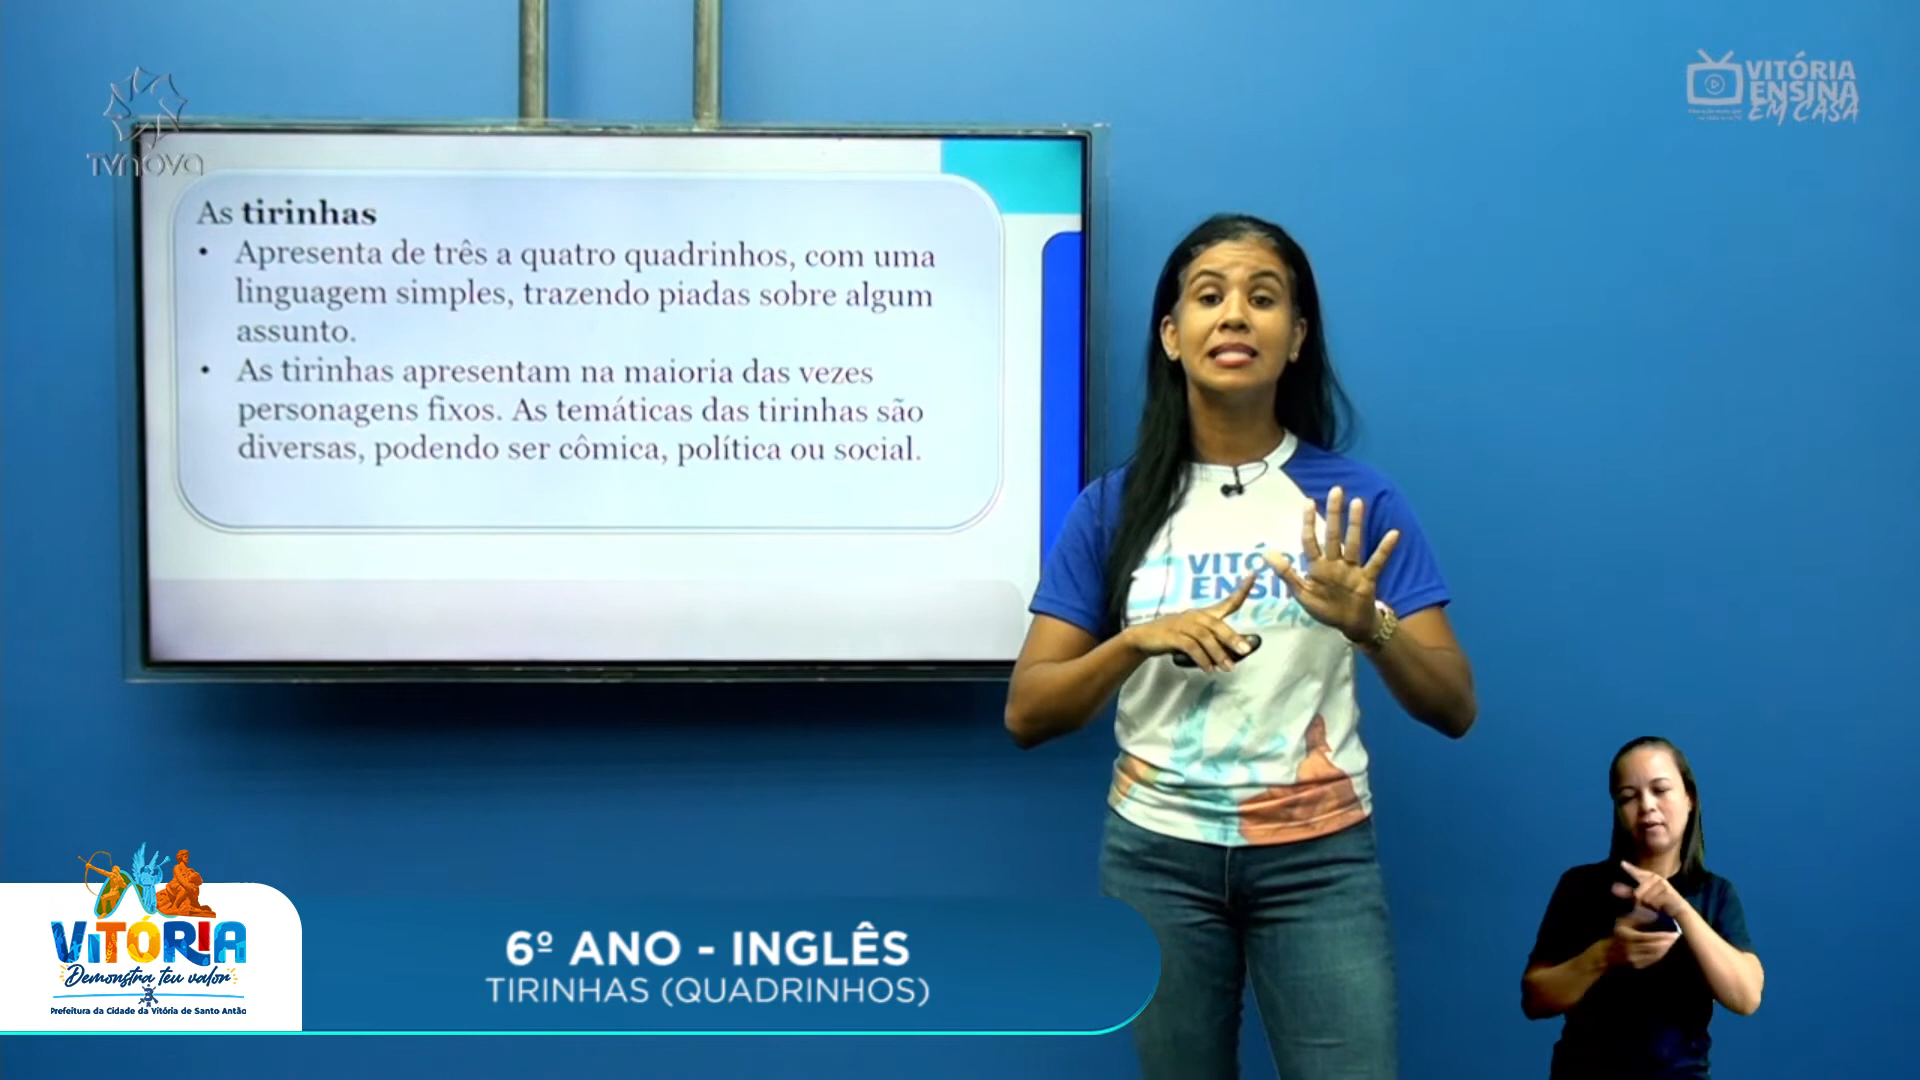 TVNOVA
VITÓRIA
ENSINA
EM CASA
As tirinhas
• Apresenta de três a quatro quadrinhos, com uma
linguagem simples, trazendo piadas sobre algum
assunto.
• As tirinhas apresentam na maioria das vezes
personagens fixos. As temáticas das tirinhas são
diversas, podendo ser cômica, política ou social.
VITÓRIA
Demonstra teu valor
Prefeitura da Cidade da Vitória de Santo Antão
6º ANO - INGLÊS
TIRINHAS (QUADRINHOS)